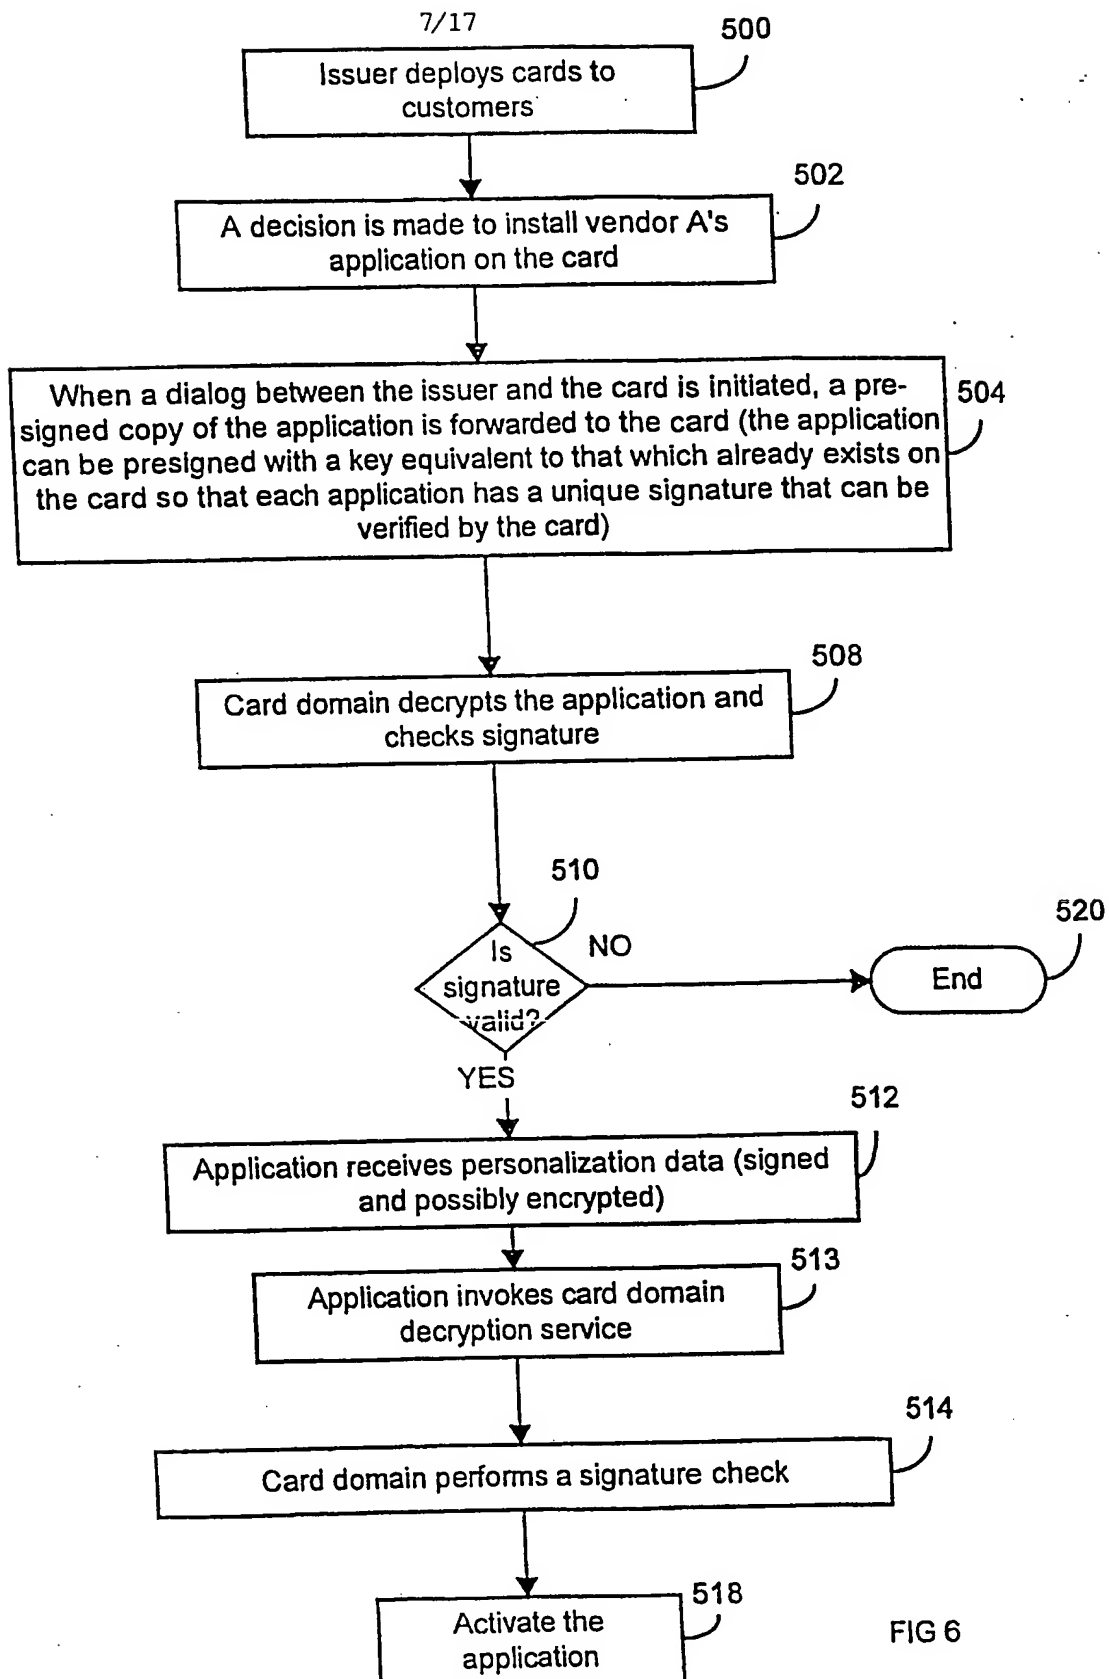 7/17
500
Issuer deploys cards to
customers
502
A decision is made to install vendor A's
application on the card
504
When a dialog between the issuer and the card is initiated, a pre-
signed copy of the application is forwarded to the card (the application
can be presigned with a key equivalent to that which already exists on
the card so that each application has a unique signature that can be
verified by the card)
508
Card domain decrypts the application and
checks signature
510
Is
signature
valid?
NO
520
End
YES
512
Application receives personalization data (signed
and possibly encrypted)
513
Application invokes card domain
decryption service
514
Card domain performs a signature check
518
Activate the
application
FIG 6